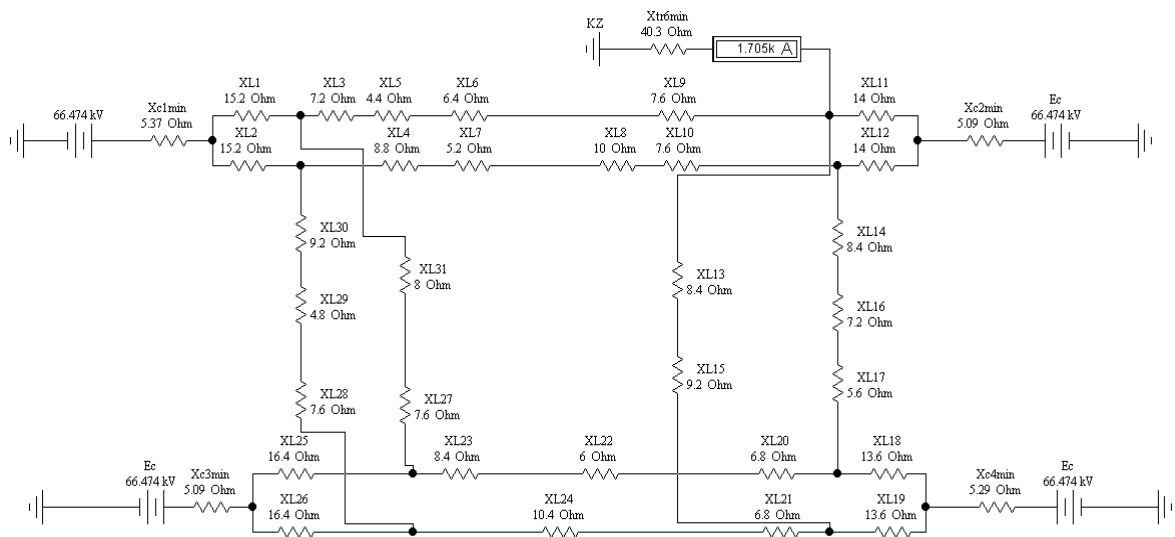 KZ
Xtr6min
40.3 Ohm
1.705k A
XL1
15.2 Ohm
XL3
7.2 Ohm
XL5
4.4 Ohm
XL6
6.4 Ohm
XL9
7.6 Ohm
XL11
14 Ohm
66.474 kV
Xc1min
5.37 Ohm
XL2
15.2 Ohm
XL4
8.8 Ohm
XL7
5.2 Ohm
XL8
10 Ohm
XL10
7.6 Ohm
XL12
14 Ohm
Xc2min
5.09 Ohm
Ec
66.474 kV
XL30
9.2 Ohm
XL31
8 Ohm
XL13
8.4 Ohm
XL14
8.4 Ohm
XL29
4.8 Ohm
XL16
7.2 Ohm
XL28
7.6 Ohm
XL27
7.6 Ohm
XL15
9.2 Ohm
XL17
5.6 Ohm
XL25
16.4 Ohm
XL23
8.4 Ohm
XL22
6 Ohm
XL20
6.8 Ohm
XL18
13.6 Ohm
Ec
66.474 kV
Xc3min
5.09 Ohm
XL26
16.4 Ohm
XL24
10.4 Ohm
XL21
6.8 Ohm
XL19
13.6 Ohm
Xc4min
5.29 Ohm
Ec
66.474 kV